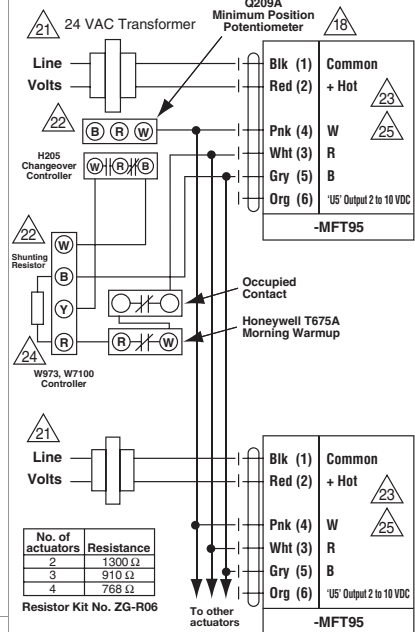 Q209A
Minimum Position
Potentiometer
21 24 VAC Transformer
18
Line
Volts
Blk (1) Common
Red (2) + Hot
23
22
B R W
Pnk (4) W
25
Wht (3) R
H205
Changeover
Controller
W R B
Gry (5) B
Org (6) 'U5' Output 2 to 10 VDC
-MFT95
22
Shunting
Resistor
W
B
Y
R
24
W973, W7100
Controller
Occupied
Contact
Honeywell T675A
Morning Warmup
R W
21
Line
Volts
Blk (1) Common
Red (2) + Hot
23
Pnk (4) W
25
Wht (3) R
Gry (5) B
Org (6) 'U5' Output 2 to 10 VDC
-MFT95
No. of
actuators Resistance
2 1300 Ω
3 910 Ω
4 768 Ω
Resistor Kit No. ZG-R06
To other
actuators